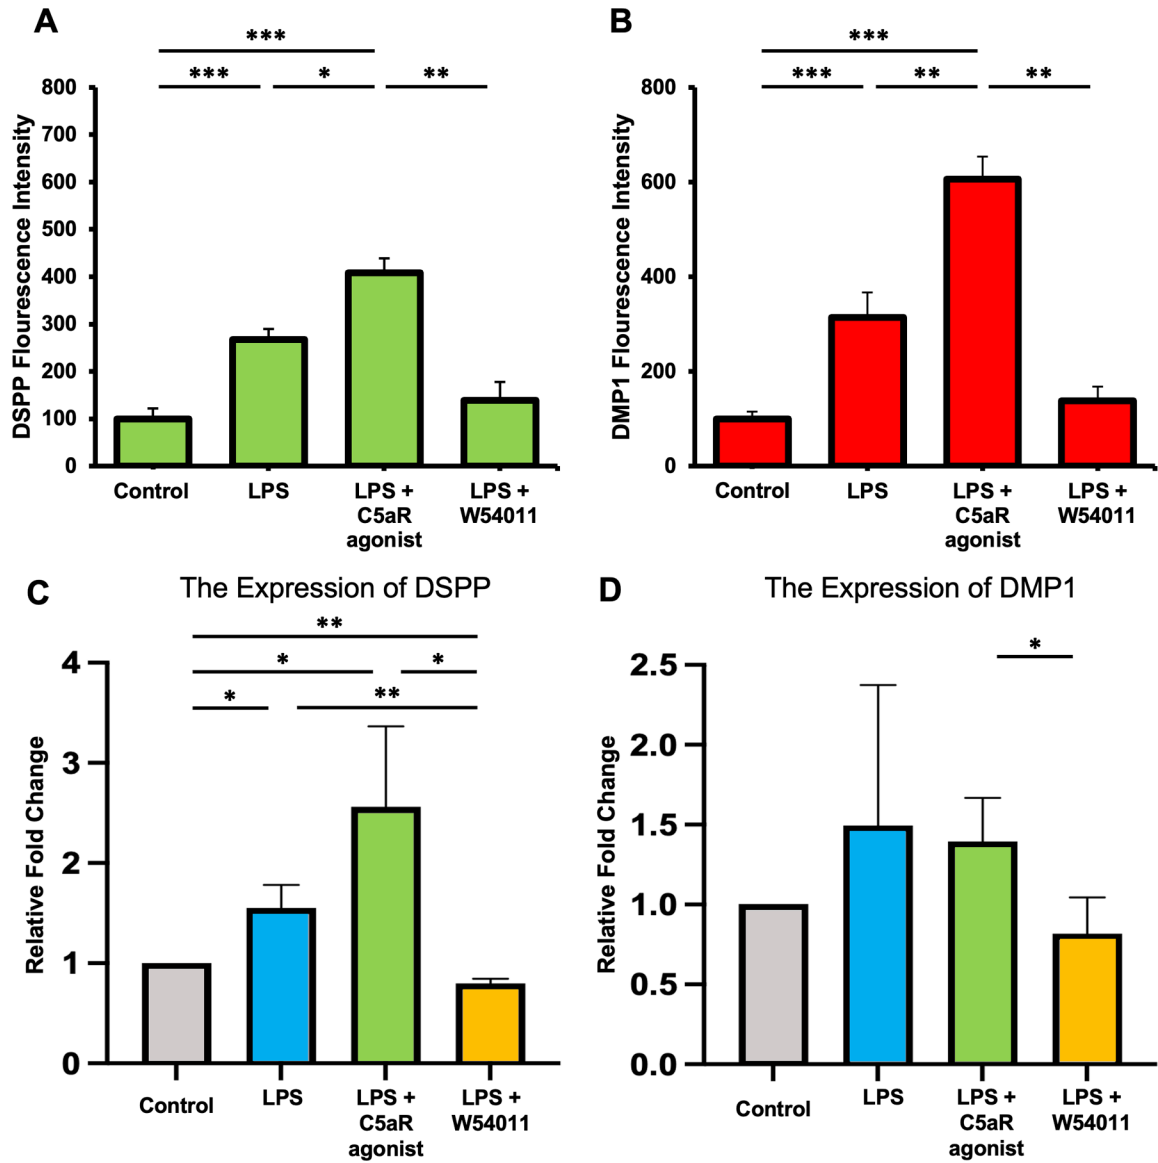 A
***
*** * **
DSPP Flourescence Intensity
800
700
600
500
400
300
200
100
0
Control
LPS
LPS +
C5aR
agonist
LPS +
W54011
B
***
*** ** **
DMP1 Flourescence Intensity
800
600
400
200
0
Control
LPS
LPS +
C5aR
agonist
LPS +
W54011
C
The Expression of DSPP
**
* *
* **
Relative Fold Change
4
3
2
1
0
Control
LPS
LPS +
C5aR
agonist
LPS +
W54011
D
The Expression of DMP1
*
Relative Fold Change
2.5
2.0
1.5
1.0
0.5
0.0
Control
LPS
LPS +
C5aR
agonist
LPS +
W54011